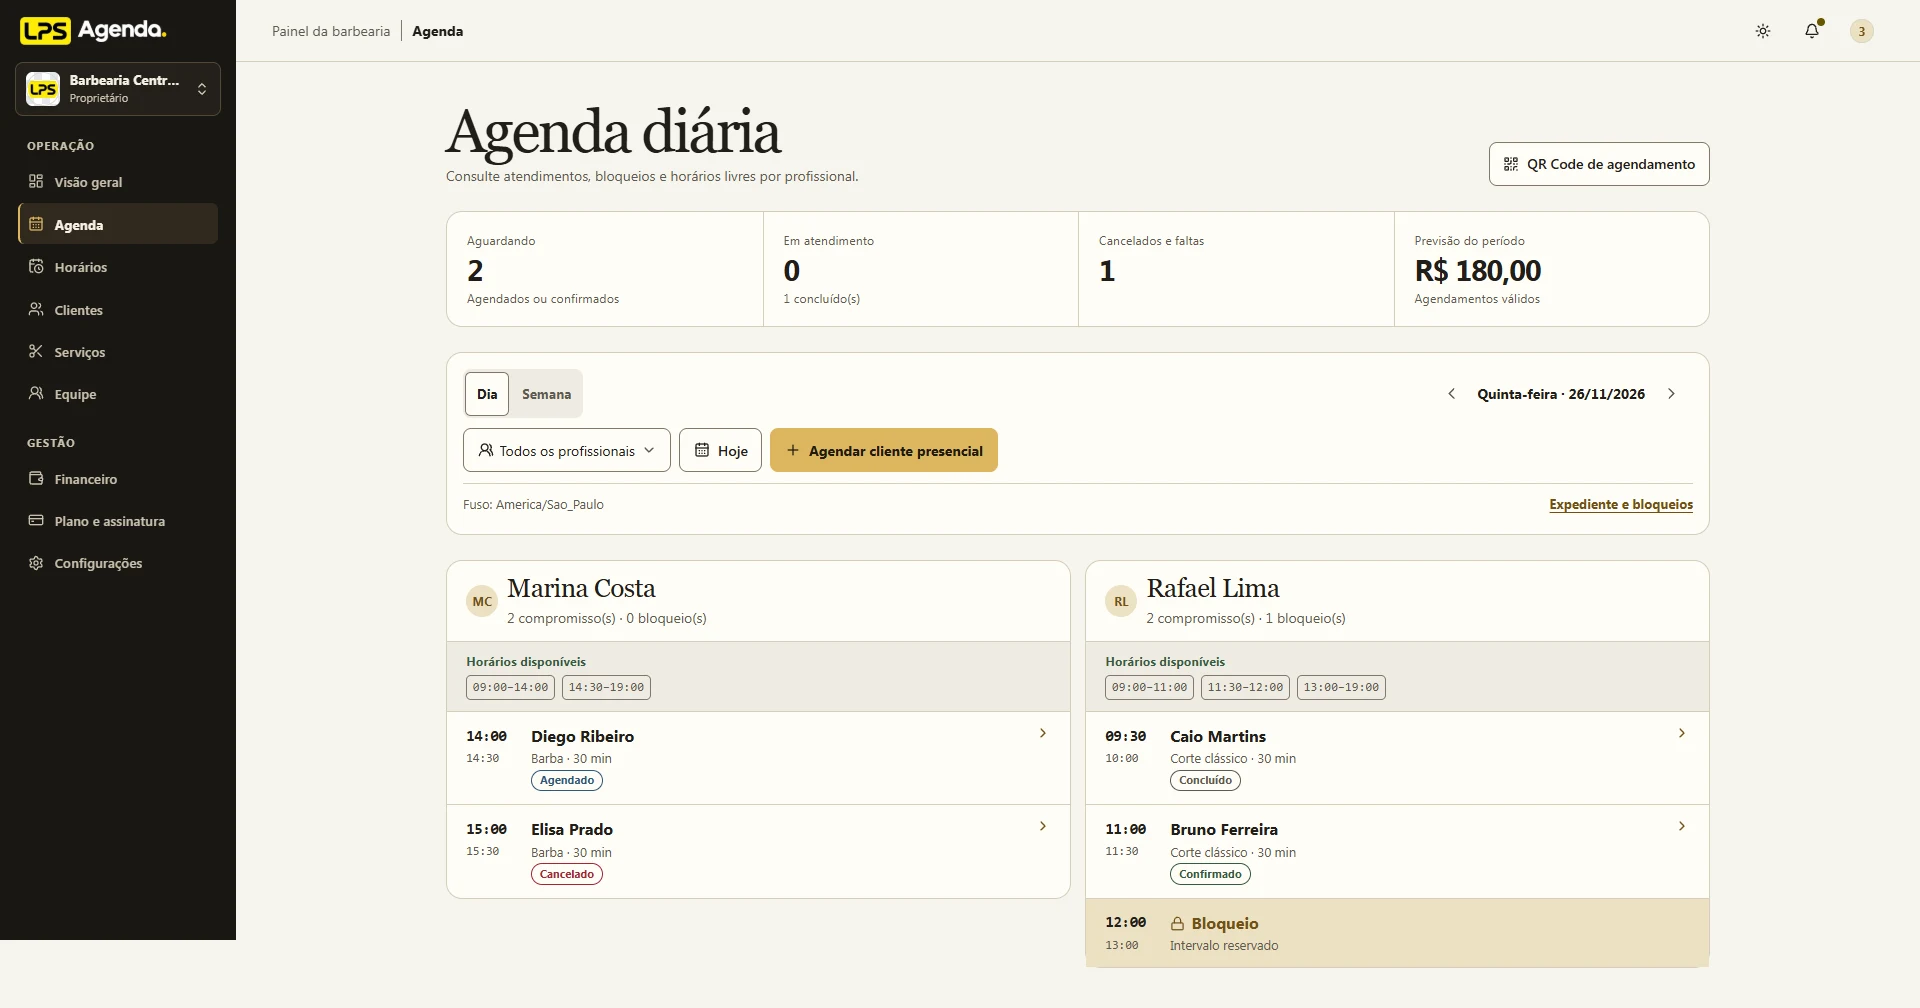 LPS Agenda.
LPS
Barbearia Centr...
Proprietário
OPERAÇÃO
Visão geral
Agenda
Horários
Clientes
Serviços
Equipe
GESTÃO
Financeiro
Plano e assinatura
Configurações
Painel da barbearia
Agenda
3
Agenda diária
Consulte atendimentos, bloqueios e horários livres por profissional.
QR Code de agendamento
Aguardando
2
Agendados ou confirmados
Em atendimento
0
1 concluído(s)
Cancelados e faltas
1
Previsão do período
R$ 180,00
Agendamentos válidos
Dia
Semana
Quinta-feira · 26/11/2026
Todos os profissionais
Hoje
+ Agendar cliente presencial
Fuso: America/Sao_Paulo
Expediente e bloqueios
MC
Marina Costa
2 compromisso(s) · 0 bloqueio(s)
Horários disponíveis
09:00–14:00
14:30–19:00
14:00
14:30
Diego Ribeiro
Barba · 30 min
Agendado
15:00
15:30
Elisa Prado
Barba · 30 min
Cancelado
RL
Rafael Lima
2 compromisso(s) · 1 bloqueio(s)
Horários disponíveis
09:00–11:00
11:30–12:00
13:00–19:00
09:30
10:00
Caio Martins
Corte clássico · 30 min
Concluído
11:00
11:30
Bruno Ferreira
Corte clássico · 30 min
Confirmado
12:00
13:00
Bloqueio
Intervalo reservado